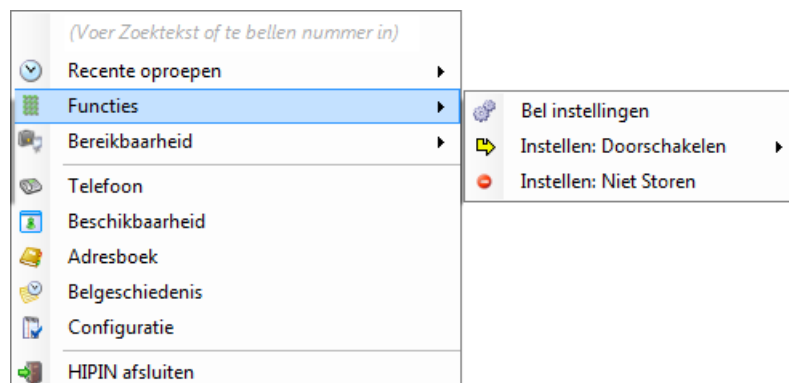 (Voer Zoektekst of te bellen nummer in)
Recente oproepen
Functies
Bereikbaarheid
Telefoon
Beschikbaarheid
Adresboek
Belgeschiedenis
Configuratie
HIPIN afsluiten
Bel instellingen
Instellen: Doorschakelen
Instellen: Niet Storen